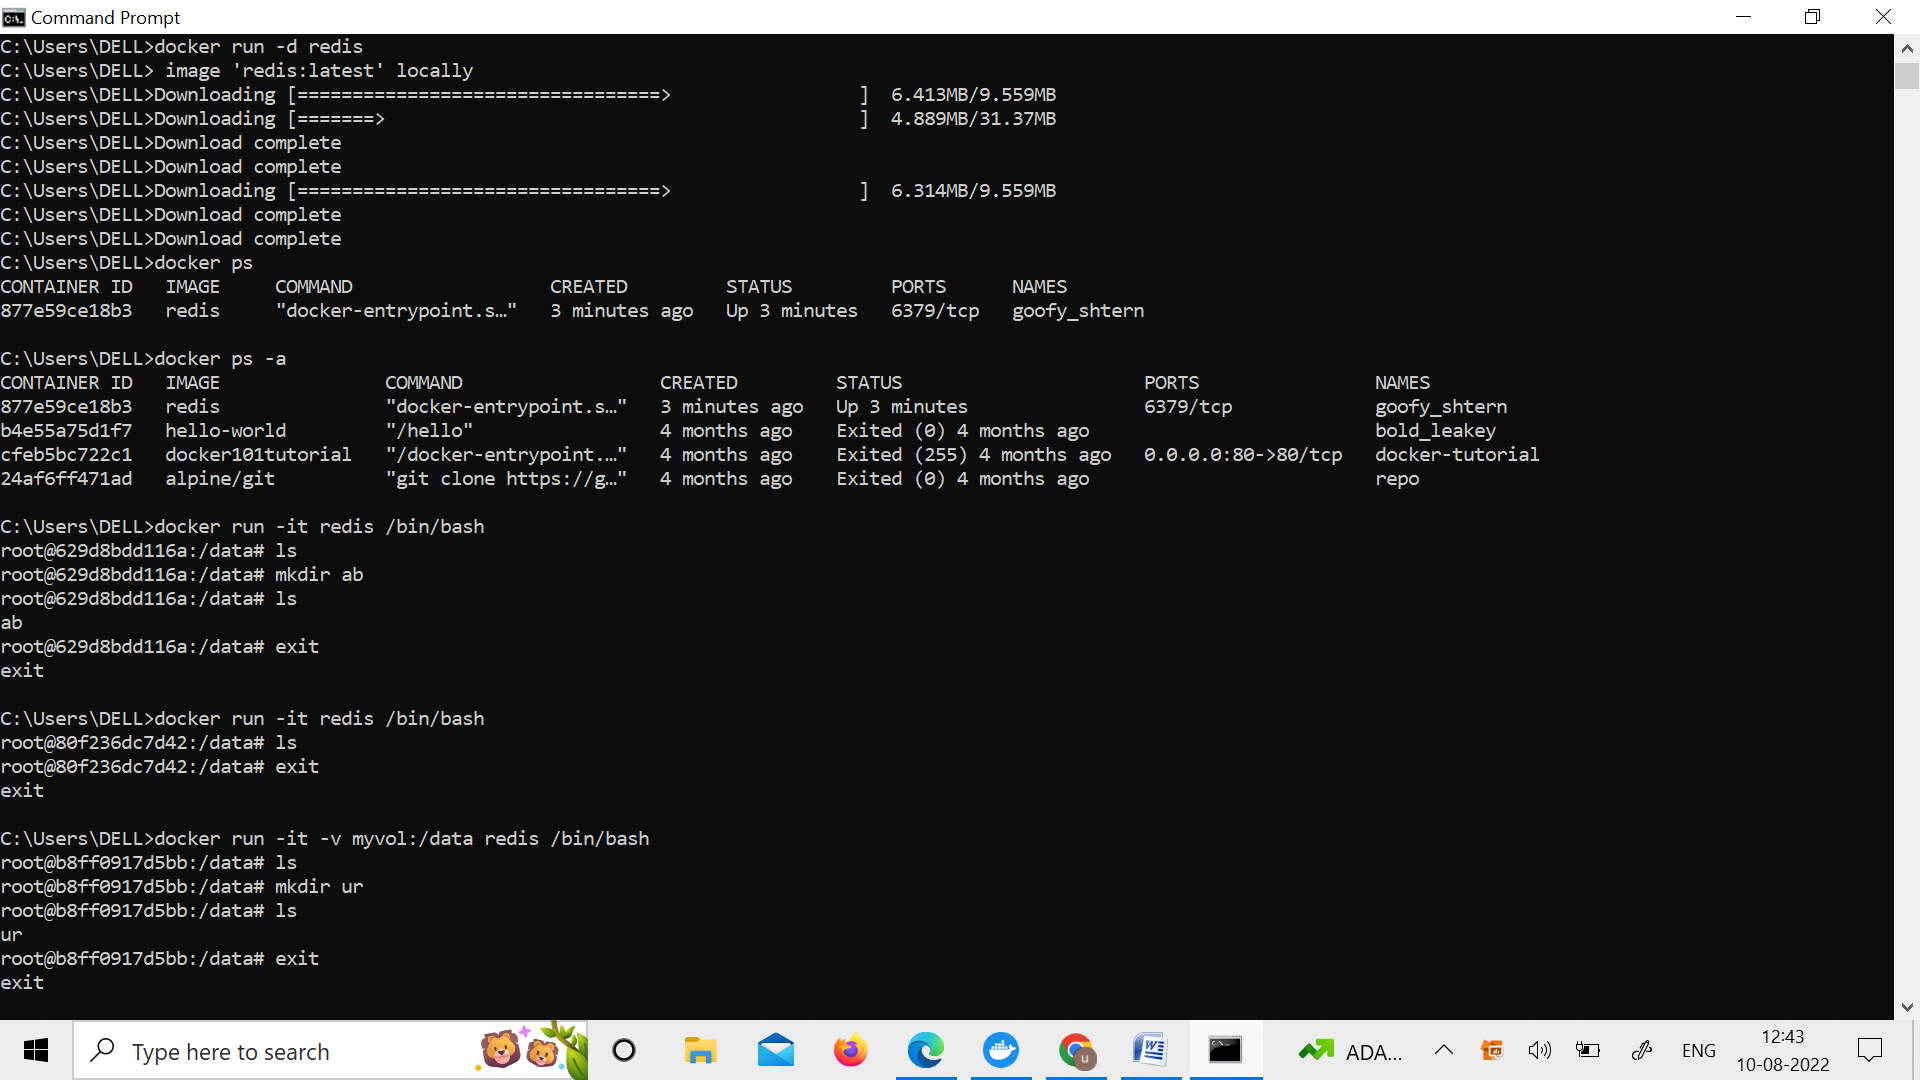 Command Prompt
C:\Users\DELL>docker run -d redis
C:\Users\DELL> image 'redis:latest' locally
C:\Users\DELL>Downloading [=================================>                 ]  6.413MB/9.559MB
C:\Users\DELL>Downloading [=======>                                           ]  4.889MB/31.37MB
C:\Users\DELL>Download complete
C:\Users\DELL>Download complete
C:\Users\DELL>Downloading [=================================>                 ]  6.314MB/9.559MB
C:\Users\DELL>Download complete
C:\Users\DELL>Download complete
C:\Users\DELL>docker ps
CONTAINER ID   IMAGE     COMMAND                  CREATED         STATUS         PORTS      NAMES
877e59ce18b3   redis     "docker-entrypoint.s…"   3 minutes ago   Up 3 minutes   6379/tcp   goofy_shtern
C:\Users\DELL>docker ps -a
CONTAINER ID   IMAGE               COMMAND                  CREATED         STATUS                      PORTS                NAMES
877e59ce18b3   redis               "docker-entrypoint.s…"   3 minutes ago   Up 3 minutes                6379/tcp             goofy_shtern
b4e55a75d1f7   hello-world         "/hello"                 4 months ago    Exited (0) 4 months ago                          bold_leakey
cfeb5bc722c1   docker101tutorial   "/docker-entrypoint.…"   4 months ago    Exited (255) 4 months ago   0.0.0.0:80->80/tcp   docker-tutorial
24af6ff471ad   alpine/git          "git clone https://g…"   4 months ago    Exited (0) 4 months ago                          repo
C:\Users\DELL>docker run -it redis /bin/bash
root@629d8bdd116a:/data# ls
root@629d8bdd116a:/data# mkdir ab
root@629d8bdd116a:/data# ls
ab
root@629d8bdd116a:/data# exit
exit
C:\Users\DELL>docker run -it redis /bin/bash
root@80f236dc7d42:/data# ls
root@80f236dc7d42:/data# exit
exit
C:\Users\DELL>docker run -it -v myvol:/data redis /bin/bash
root@b8ff0917d5bb:/data# ls
root@b8ff0917d5bb:/data# mkdir ur
root@b8ff0917d5bb:/data# ls
ur
root@b8ff0917d5bb:/data# exit
exit
Type here to search
ADA...
ENG
12:43
10-08-2022